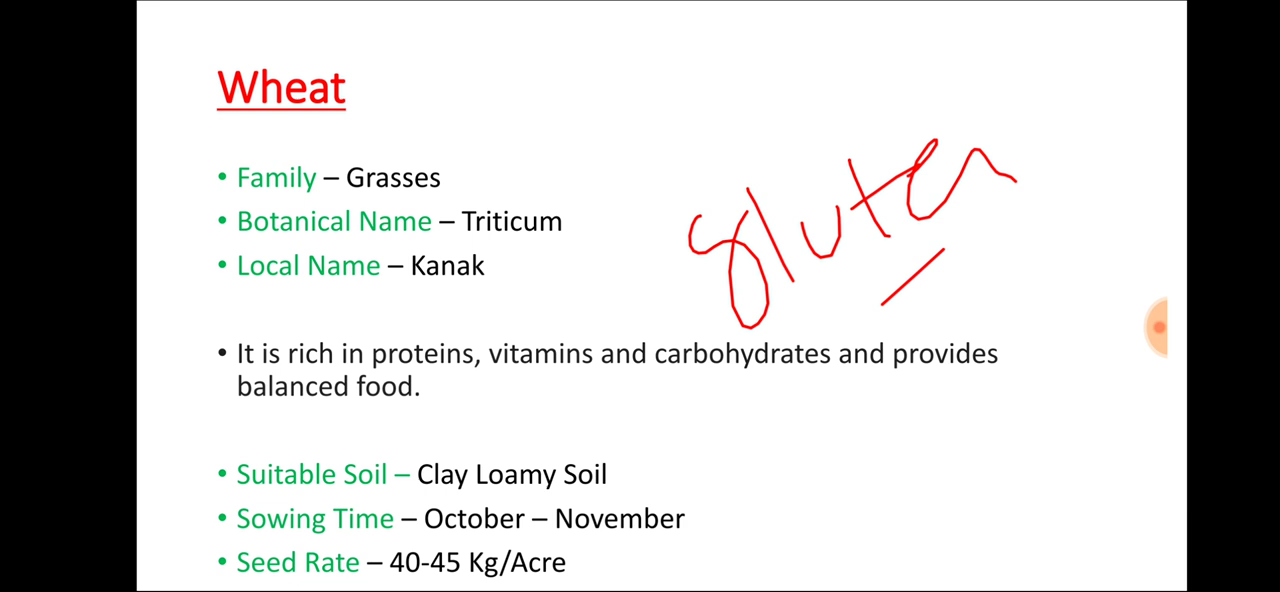 Wheat
• Family – Grasses
• Botanical Name – Triticum
• Local Name – Kanak
Gluten
• It is rich in proteins, vitamins and carbohydrates and provides
balanced food.
• Suitable Soil – Clay Loamy Soil
• Sowing Time – October – November
• Seed Rate – 40-45 Kg/Acre